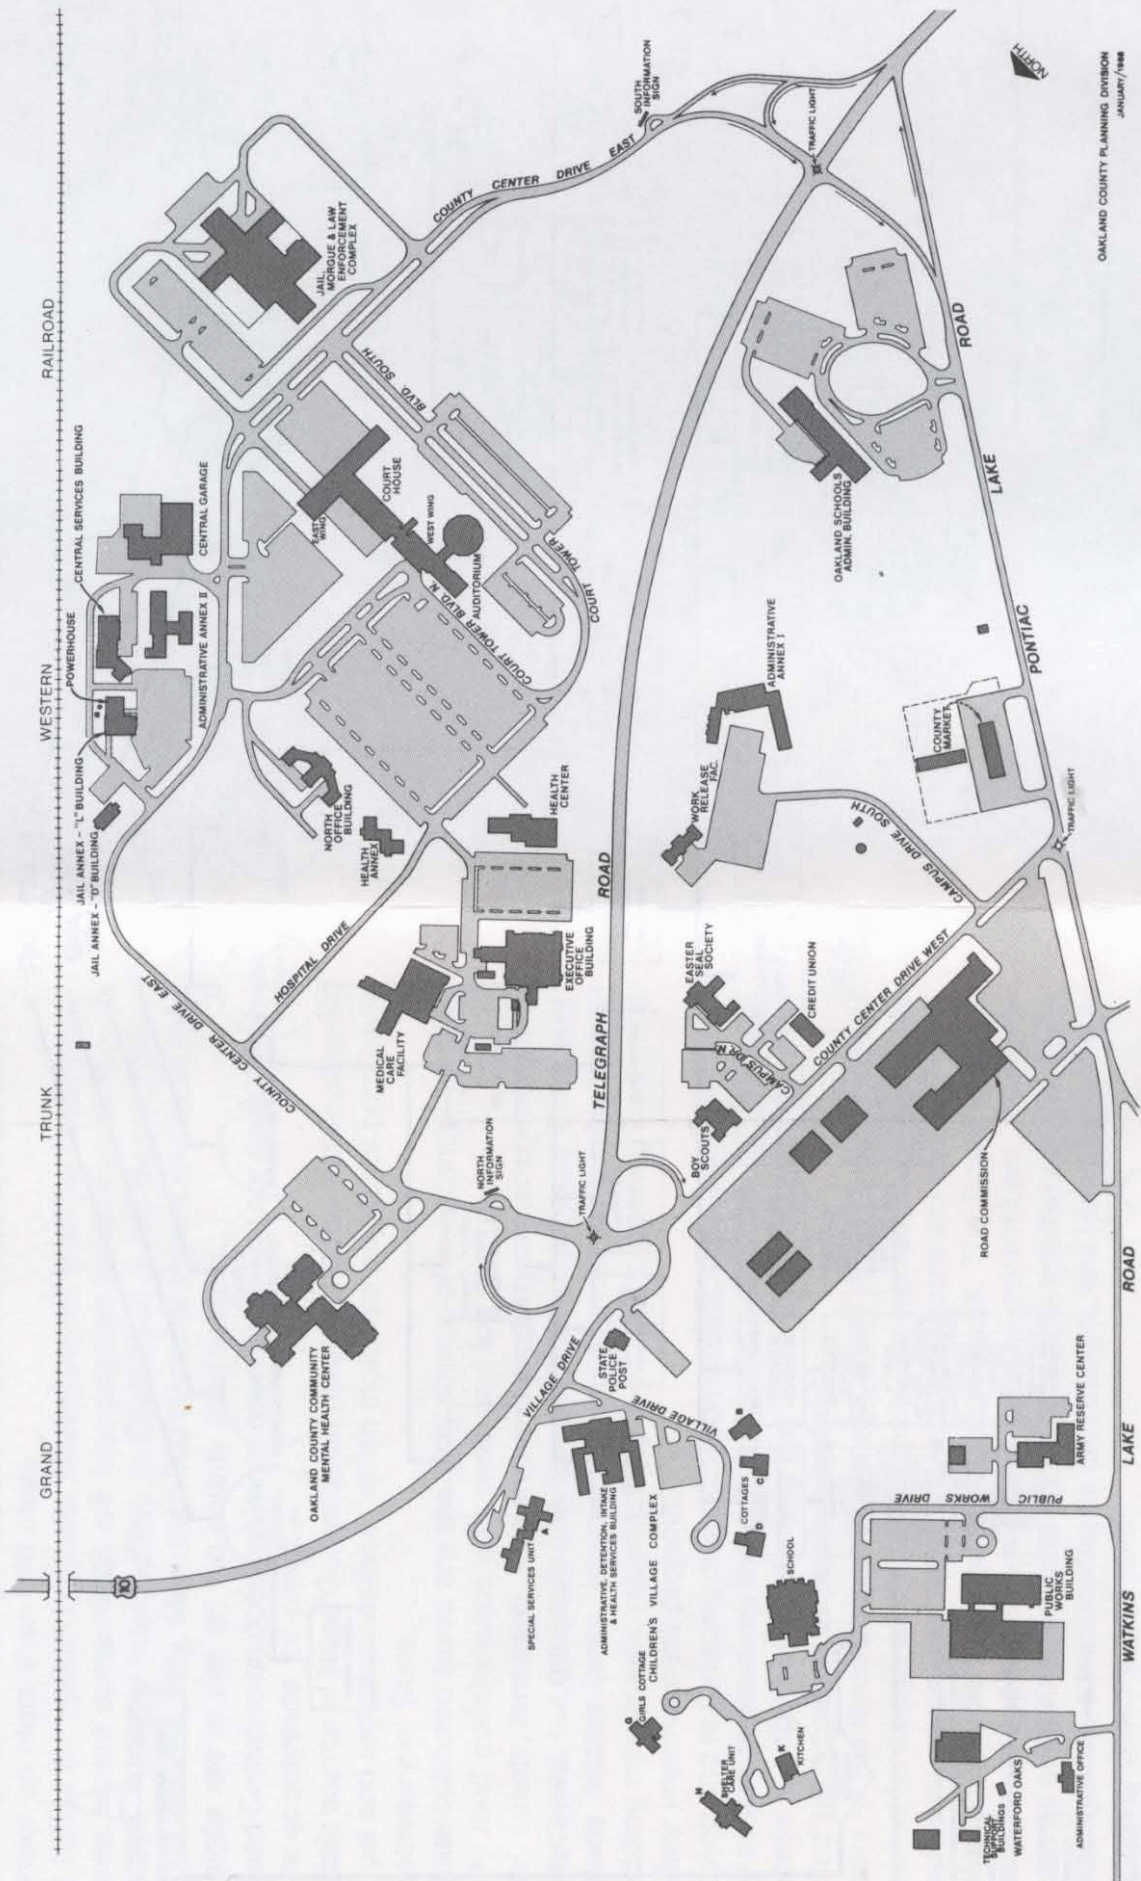 GRAND
TRUNK
WESTERN
RAILROAD
10
NORTH
OAKLAND COUNTY PLANNING DIVISION
JANUARY/1988
SOUTH
INFORMATION
SIGN
TRAFFIC LIGHT
COUNTY CENTER DRIVE EAST
JAIL,
MORGUE & LAW
ENFORCEMENT
COMPLEX
CENTRAL SERVICES BUILDING
POWERHOUSE
CENTRAL GARAGE
ADMINISTRATIVE ANNEX II
JAIL ANNEX - "L" BUILDING
JAIL ANNEX - "D" BUILDING
EAST
WING
COURT
HOUSE
WEST WING
AUDITORIUM
SOUTH BLVD.
COURT TOWER
COURT TOWER BLVD. N.
NORTH
OFFICE
BUILDING
HEALTH
ANNEX
HEALTH
CENTER
HOSPITAL DRIVE
COUNTY CENTER DRIVE EAST
MEDICAL
CARE
FACILITY
EXECUTIVE
OFFICE
BUILDING
TELEGRAPH ROAD
NORTH
INFORMATION
SIGN
TRAFFIC LIGHT
OAKLAND COUNTY COMMUNITY
MENTAL HEALTH CENTER
OAKLAND SCHOOLS
ADMIN. BUILDING
PONTIAC LAKE ROAD
ADMINISTRATIVE
ANNEX I
WORK
RELEASE
FAC.
COUNTY
MARKET
TRAFFIC LIGHT
CAMPUS DRIVE SOUTH
EASTER
SEAL
SOCIETY
CREDIT UNION
CAMPUS DR. N.
COUNTY CENTER DRIVE WEST
BOY
SCOUTS
ROAD COMMISSION
VILLAGE DRIVE
STATE
POLICE
POST
VILLAGE DRIVE
SPECIAL SERVICES UNIT
A
ADMINISTRATIVE, DETENTION, INTAKE
& HEALTH SERVICES BUILDING
CHILDREN'S VILLAGE COMPLEX
B
C
COTTAGES
D
SCHOOL
G
GIRLS COTTAGE
H
SHELTER
CARE UNIT
K
KITCHEN
PUBLIC WORKS DRIVE
ARMY RESERVE CENTER
PUBLIC
WORKS
BUILDING
TECHNICAL
SUPPORT
BUILDINGS
WATERFORD OAKS
ADMINISTRATIVE OFFICE
WATKINS LAKE ROAD